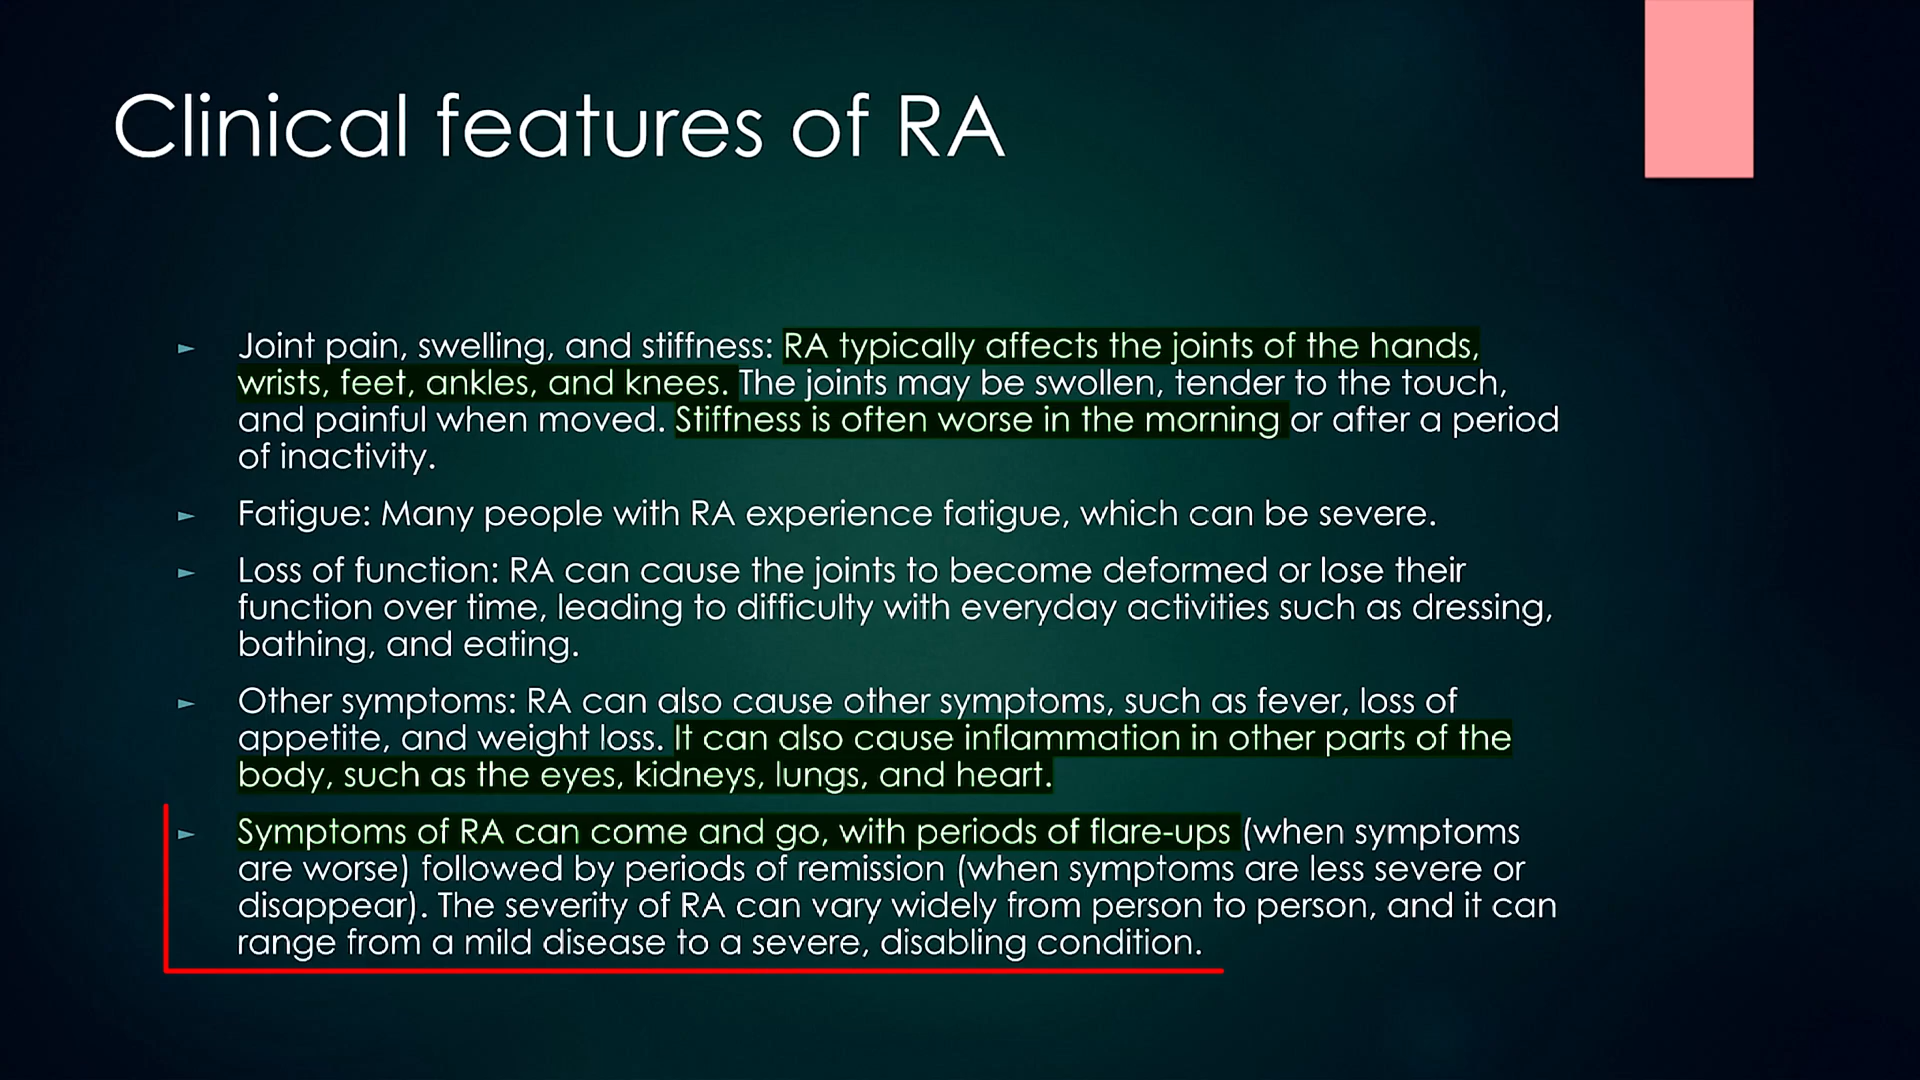 Clinical features of RA
Joint pain, swelling, and stiffness: RA typically affects the joints of the hands,
wrists, feet, ankles, and knees. The joints may be swollen, tender to the touch,
and painful when moved. Stiffness is often worse in the morning or after a period
of inactivity.
Fatigue: Many people with RA experience fatigue, which can be severe.
Loss of function: RA can cause the joints to become deformed or lose their
function over time, leading to difficulty with everyday activities such as dressing,
bathing, and eating.
Other symptoms: RA can also cause other symptoms, such as fever, loss of
appetite, and weight loss. It can also cause inflammation in other parts of the
body, such as the eyes, kidneys, lungs, and heart.
Symptoms of RA can come and go, with periods of flare-ups (when symptoms
are worse) followed by periods of remission (when symptoms are less severe or
disappear). The severity of RA can vary widely from person to person, and it can
range from a mild disease to a severe, disabling condition.